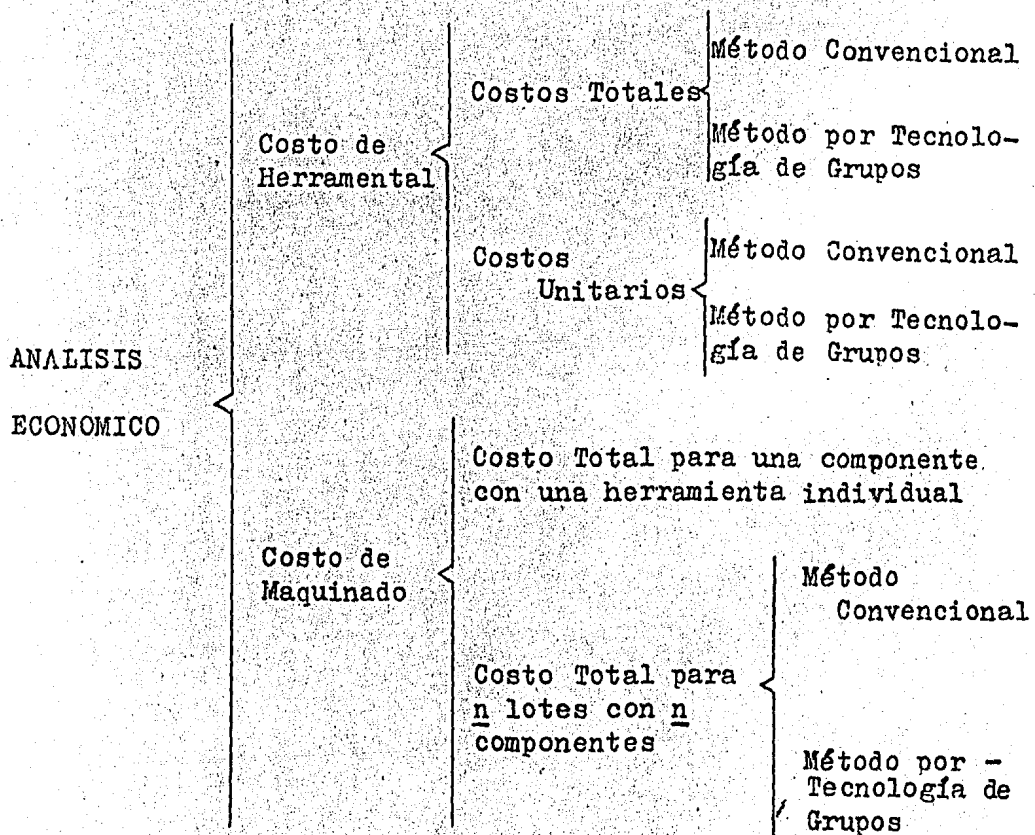 ANALISIS
ECONOMICO
Costo de
Herramental
Costos Totales
Método Convencional
Método por Tecnolo-
gía de Grupos
Costos
Unitarios
Método Convencional
Método por Tecnolo-
gía de Grupos
Costo de
Maquinado
Costo Total para una componente
con una herramienta individual
Costo Total para
n lotes con n
componentes
Método
Convencional
Método por -
Tecnología de
Grupos